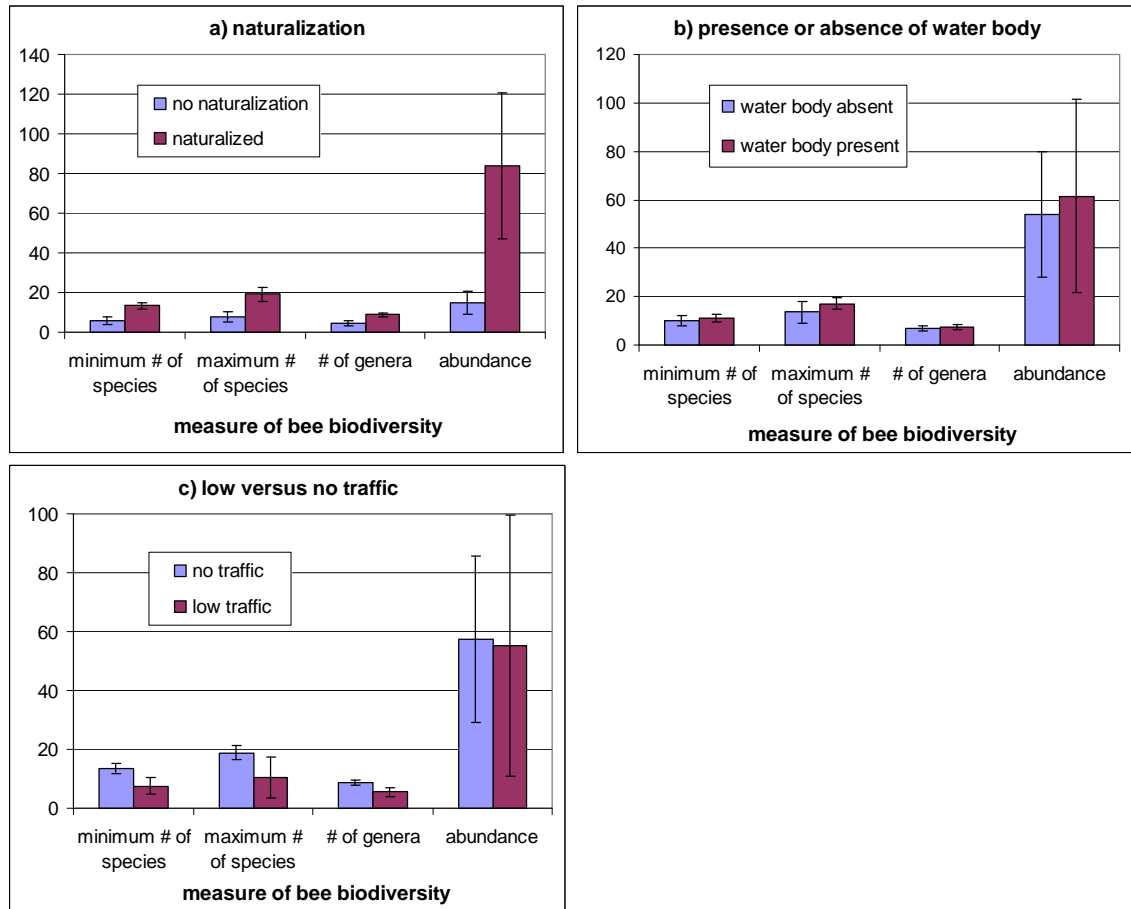 a) naturalization
140
120
100
80
60
40
20
0
no naturalization
naturalized
minimum # of
species
maximum #
of species
# of genera
abundance
measure of bee biodiversity
b) presence or absence of water body
120
100
80
60
40
20
0
water body absent
water body present
minimum # of
species
maximum #
of species
# of genera
abundance
measure of bee biodiversity
c) low versus no traffic
100
80
60
40
20
0
no traffic
low traffic
minimum # of
species
maximum #
of species
# of genera
abundance
measure of bee biodiversity